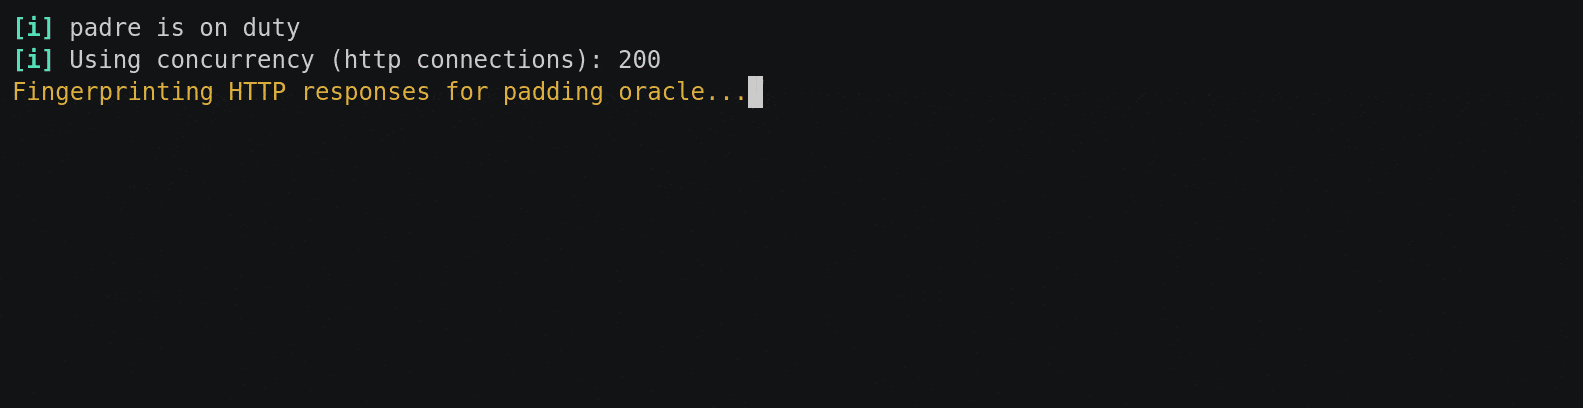 [i] padre is on duty
[i] Using concurrency (http connections): 200
Fingerprinting HTTP responses for padding oracle...